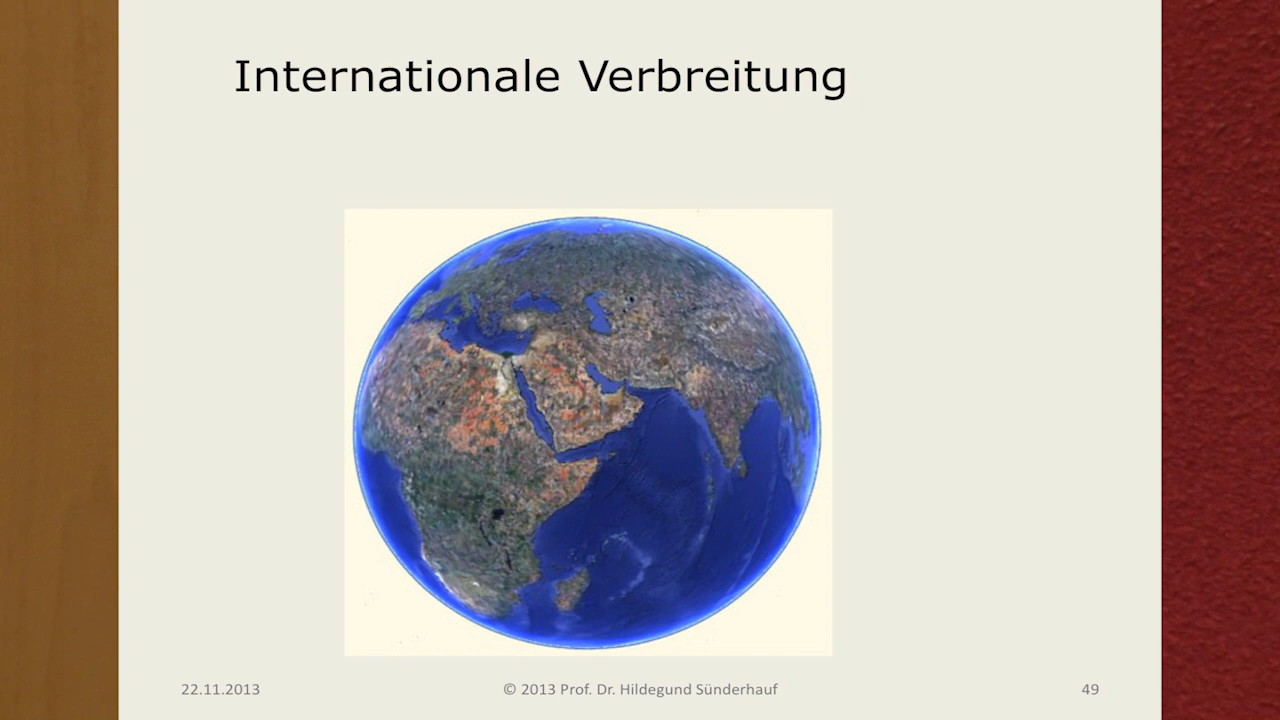 Internationale Verbreitung
22.11.2013
© 2013 Prof. Dr. Hildegund Sünderhauf
49